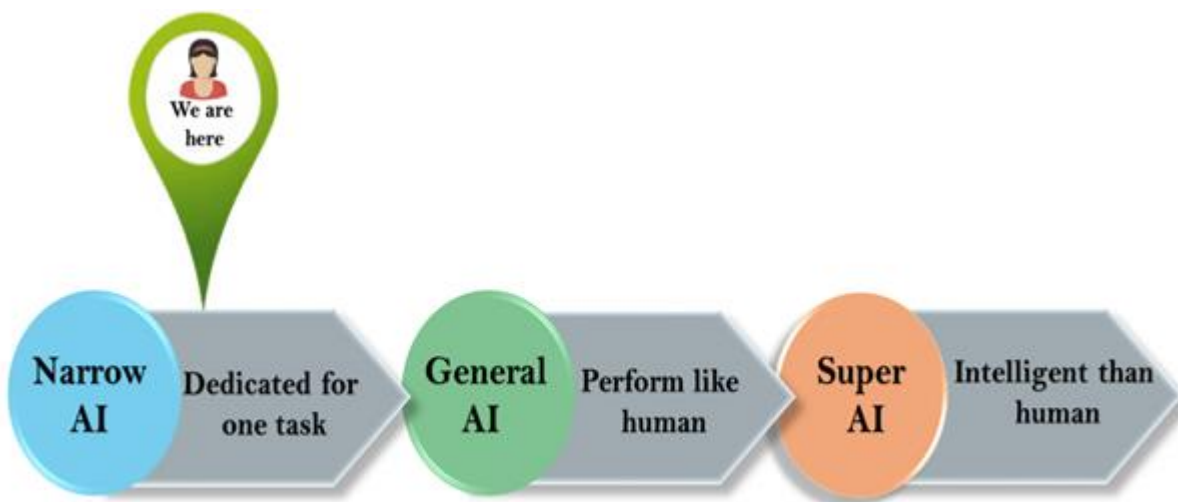 We are
here
Narrow
AI
Dedicated for
one task
General
AI
Perform like
human
Super
AI
Intelligent than
human